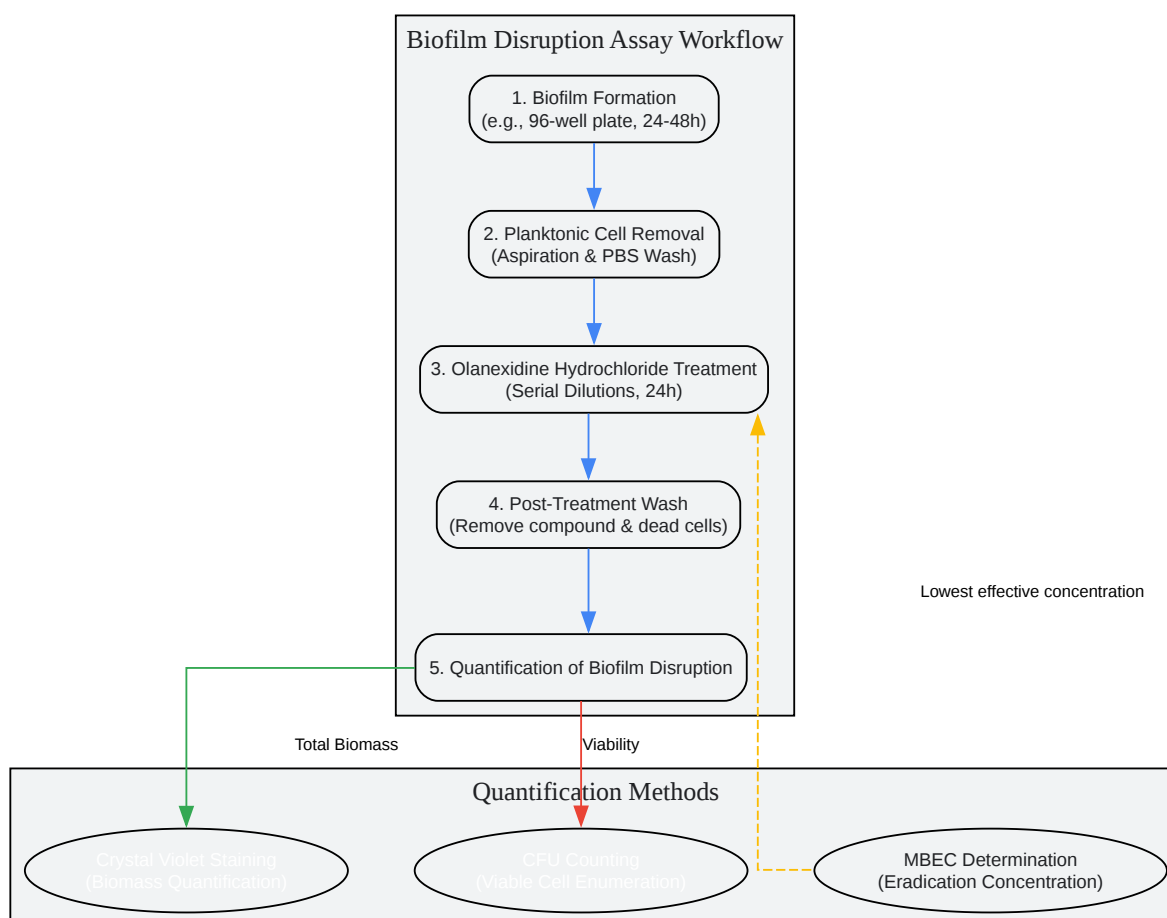 Biofilm Disruption Assay Workflow
1. Biofilm Formation
(e.g., 96-well plate, 24-48h)
2. Planktonic Cell Removal
(Aspiration & PBS Wash)
3. Olanexidine Hydrochloride Treatment
(Serial Dilutions, 24h)
4. Post-Treatment Wash
(Remove compound & dead cells)
Lowest effective concentration
5. Quantification of Biofilm Disruption
Total Biomass
Viability
Quantification Methods
Crystal Violet Staining
(Biomass Quantification)
CFU Counting
(Viable Cell Enumeration)
MBEC Determination
(Eradication Concentration)